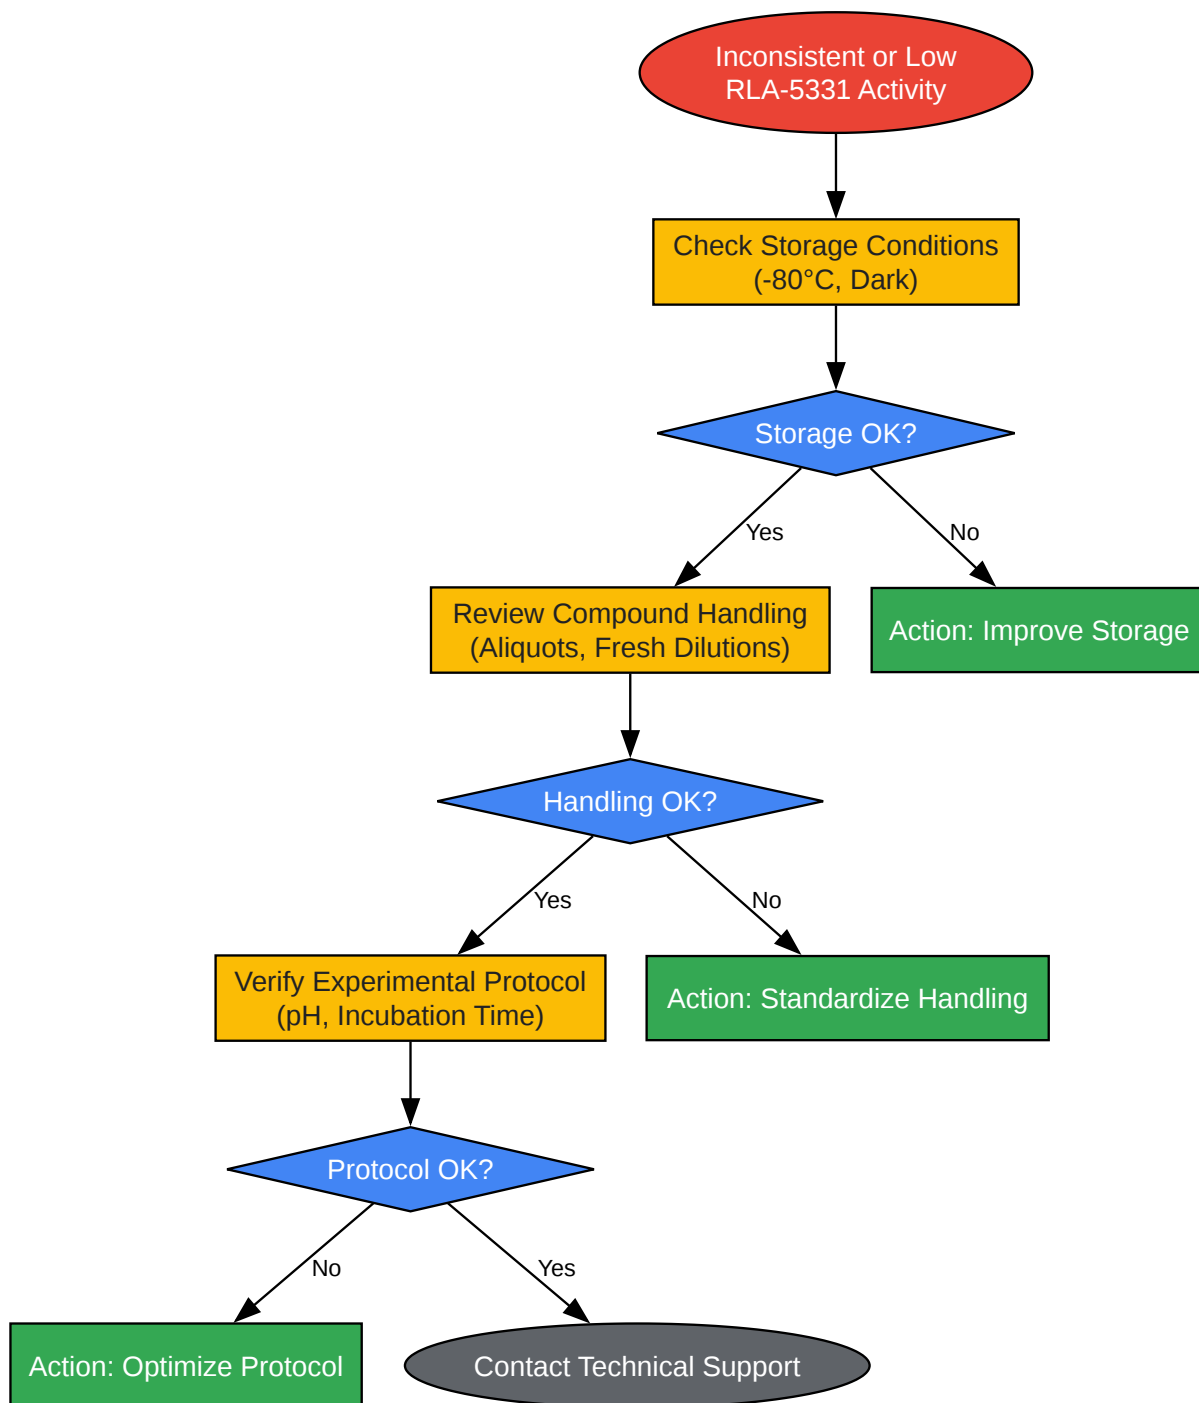 Inconsistent or Low
RLA-5331 Activity
Check Storage Conditions
(-80°C, Dark)
Storage OK?
Yes
No
Review Compound Handling
(Aliquots, Fresh Dilutions)
Action: Improve Storage
Handling OK?
Yes
No
Verify Experimental Protocol
(pH, Incubation Time)
Action: Standardize Handling
Protocol OK?
No
Yes
Action: Optimize Protocol
Contact Technical Support